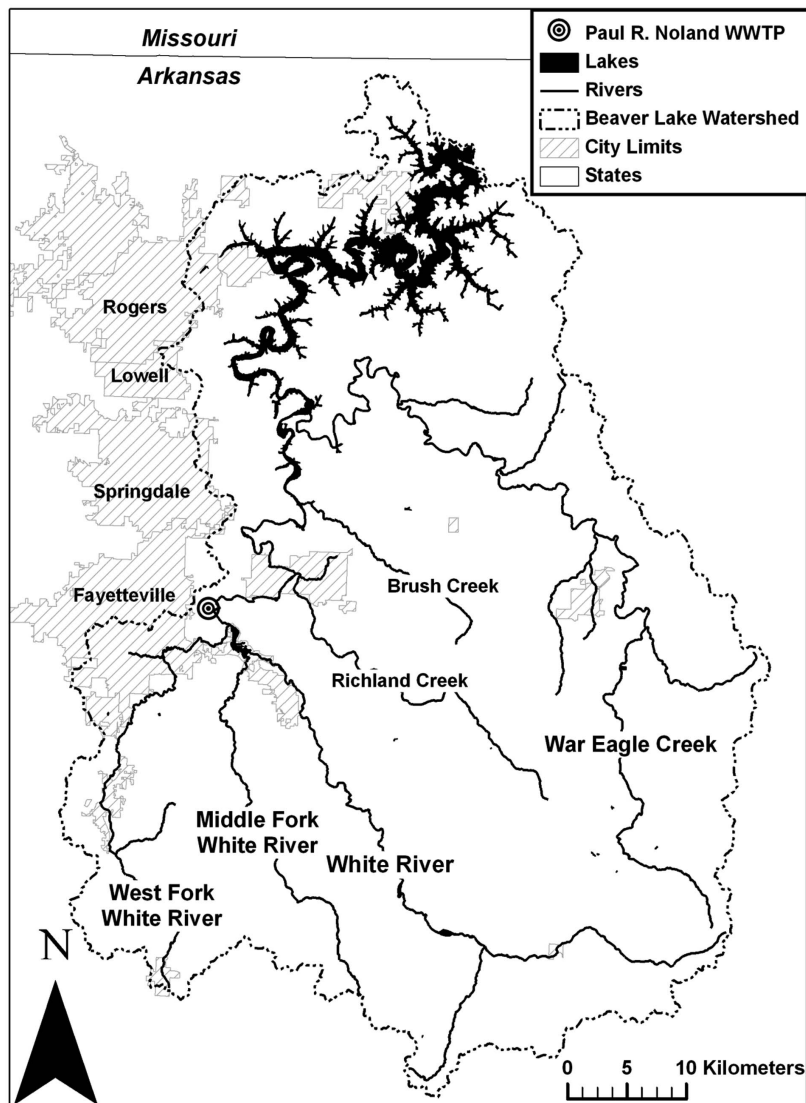 Missouri
Arkansas
Paul R. Noland WWTP
Lakes
Rivers
Beaver Lake Watershed
City Limits
States
Rogers
Lowell
Springdale
Fayetteville
Brush Creek
Richland Creek
War Eagle Creek
Middle Fork
White River
White River
West Fork
White River
N
0 5 10 Kilometers